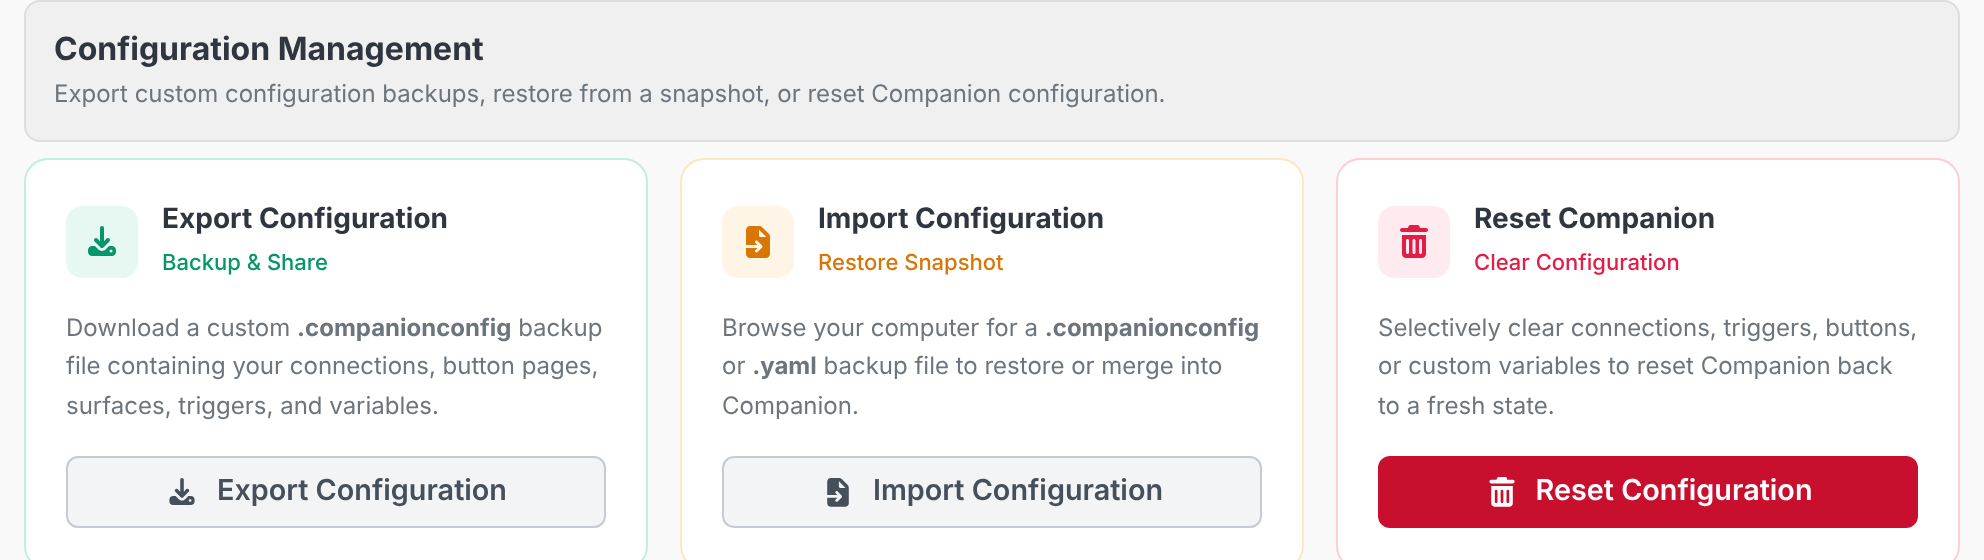 Configuration Management
Export custom configuration backups, restore from a snapshot, or reset Companion configuration.
Export Configuration
Backup & Share
Download a custom .companionconfig backup
file containing your connections, button pages,
surfaces, triggers, and variables.
Export Configuration
Import Configuration
Restore Snapshot
Browse your computer for a .companionconfig
or .yaml backup file to restore or merge into
Companion.
Import Configuration
Reset Companion
Clear Configuration
Selectively clear connections, triggers, buttons,
or custom variables to reset Companion back
to a fresh state.
Reset Configuration